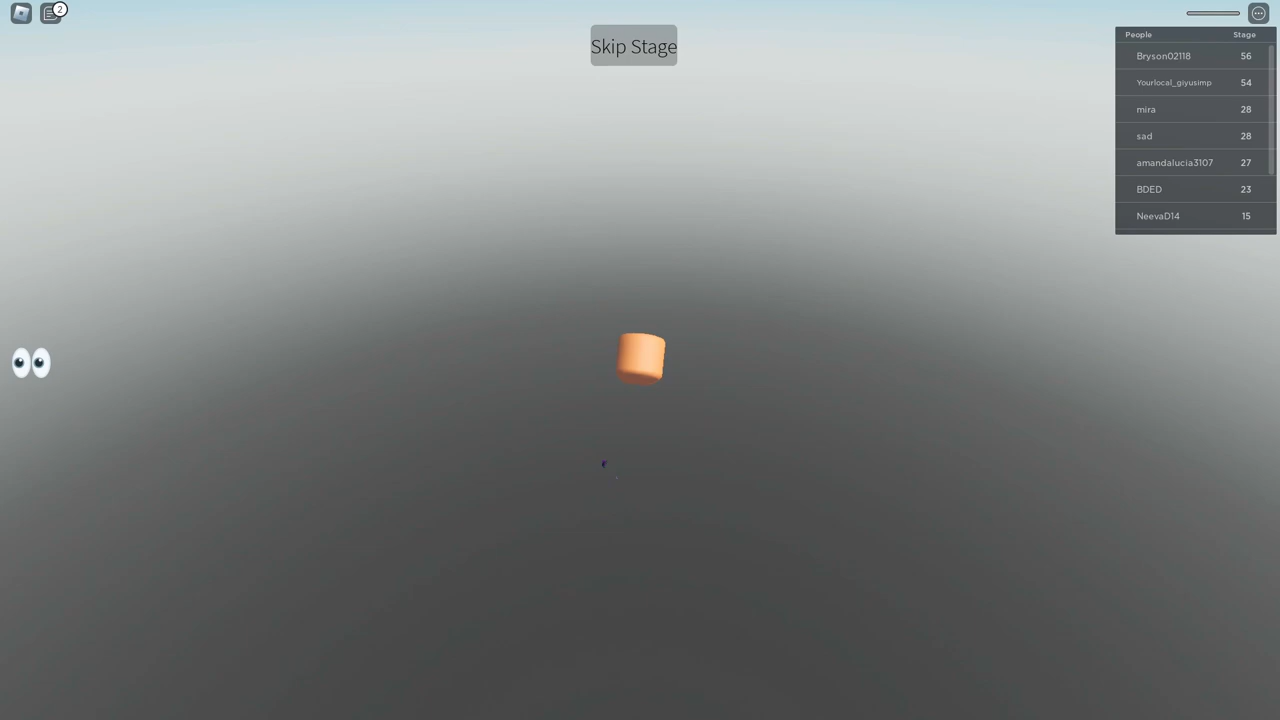 2
Skip Stage
People Stage
Bryson02118 56
Yourlocal_giyusimp 54
mira 28
sad 28
amandalucia3107 27
BDED 23
NeevaD14 15